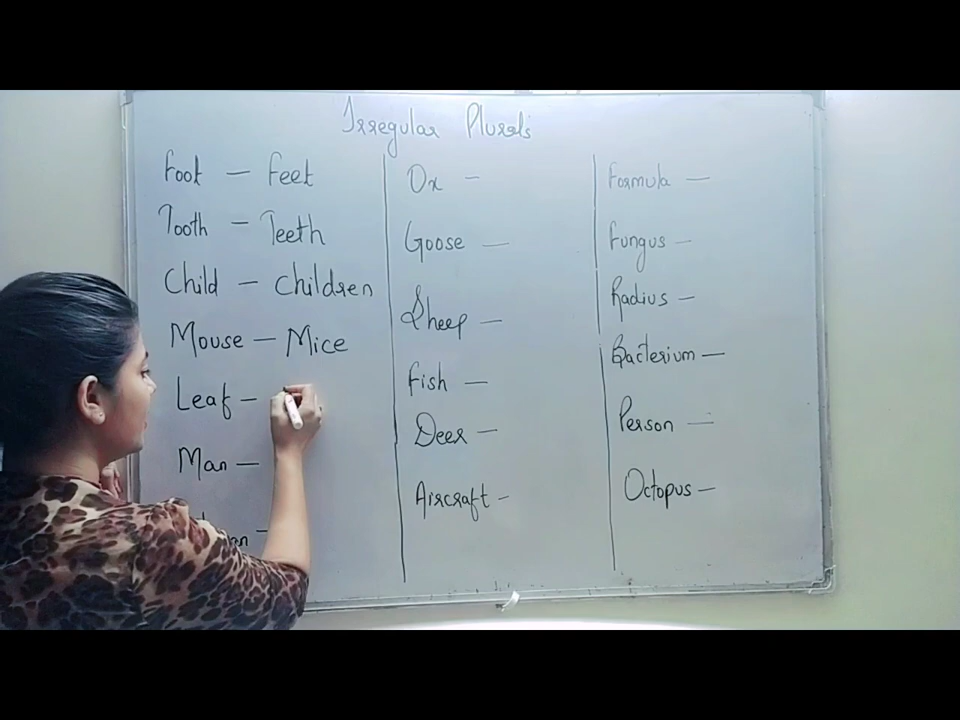 Irregular Plurals
Foot – Feet
Tooth – Teeth
Child – Children
Mouse – Mice
Leaf –
Man –
Ox –
Goose –
Sheep –
Fish –
Deer –
Aircraft –
Formula –
Fungus –
Radius –
Bacterium –
Person –
Octopus –